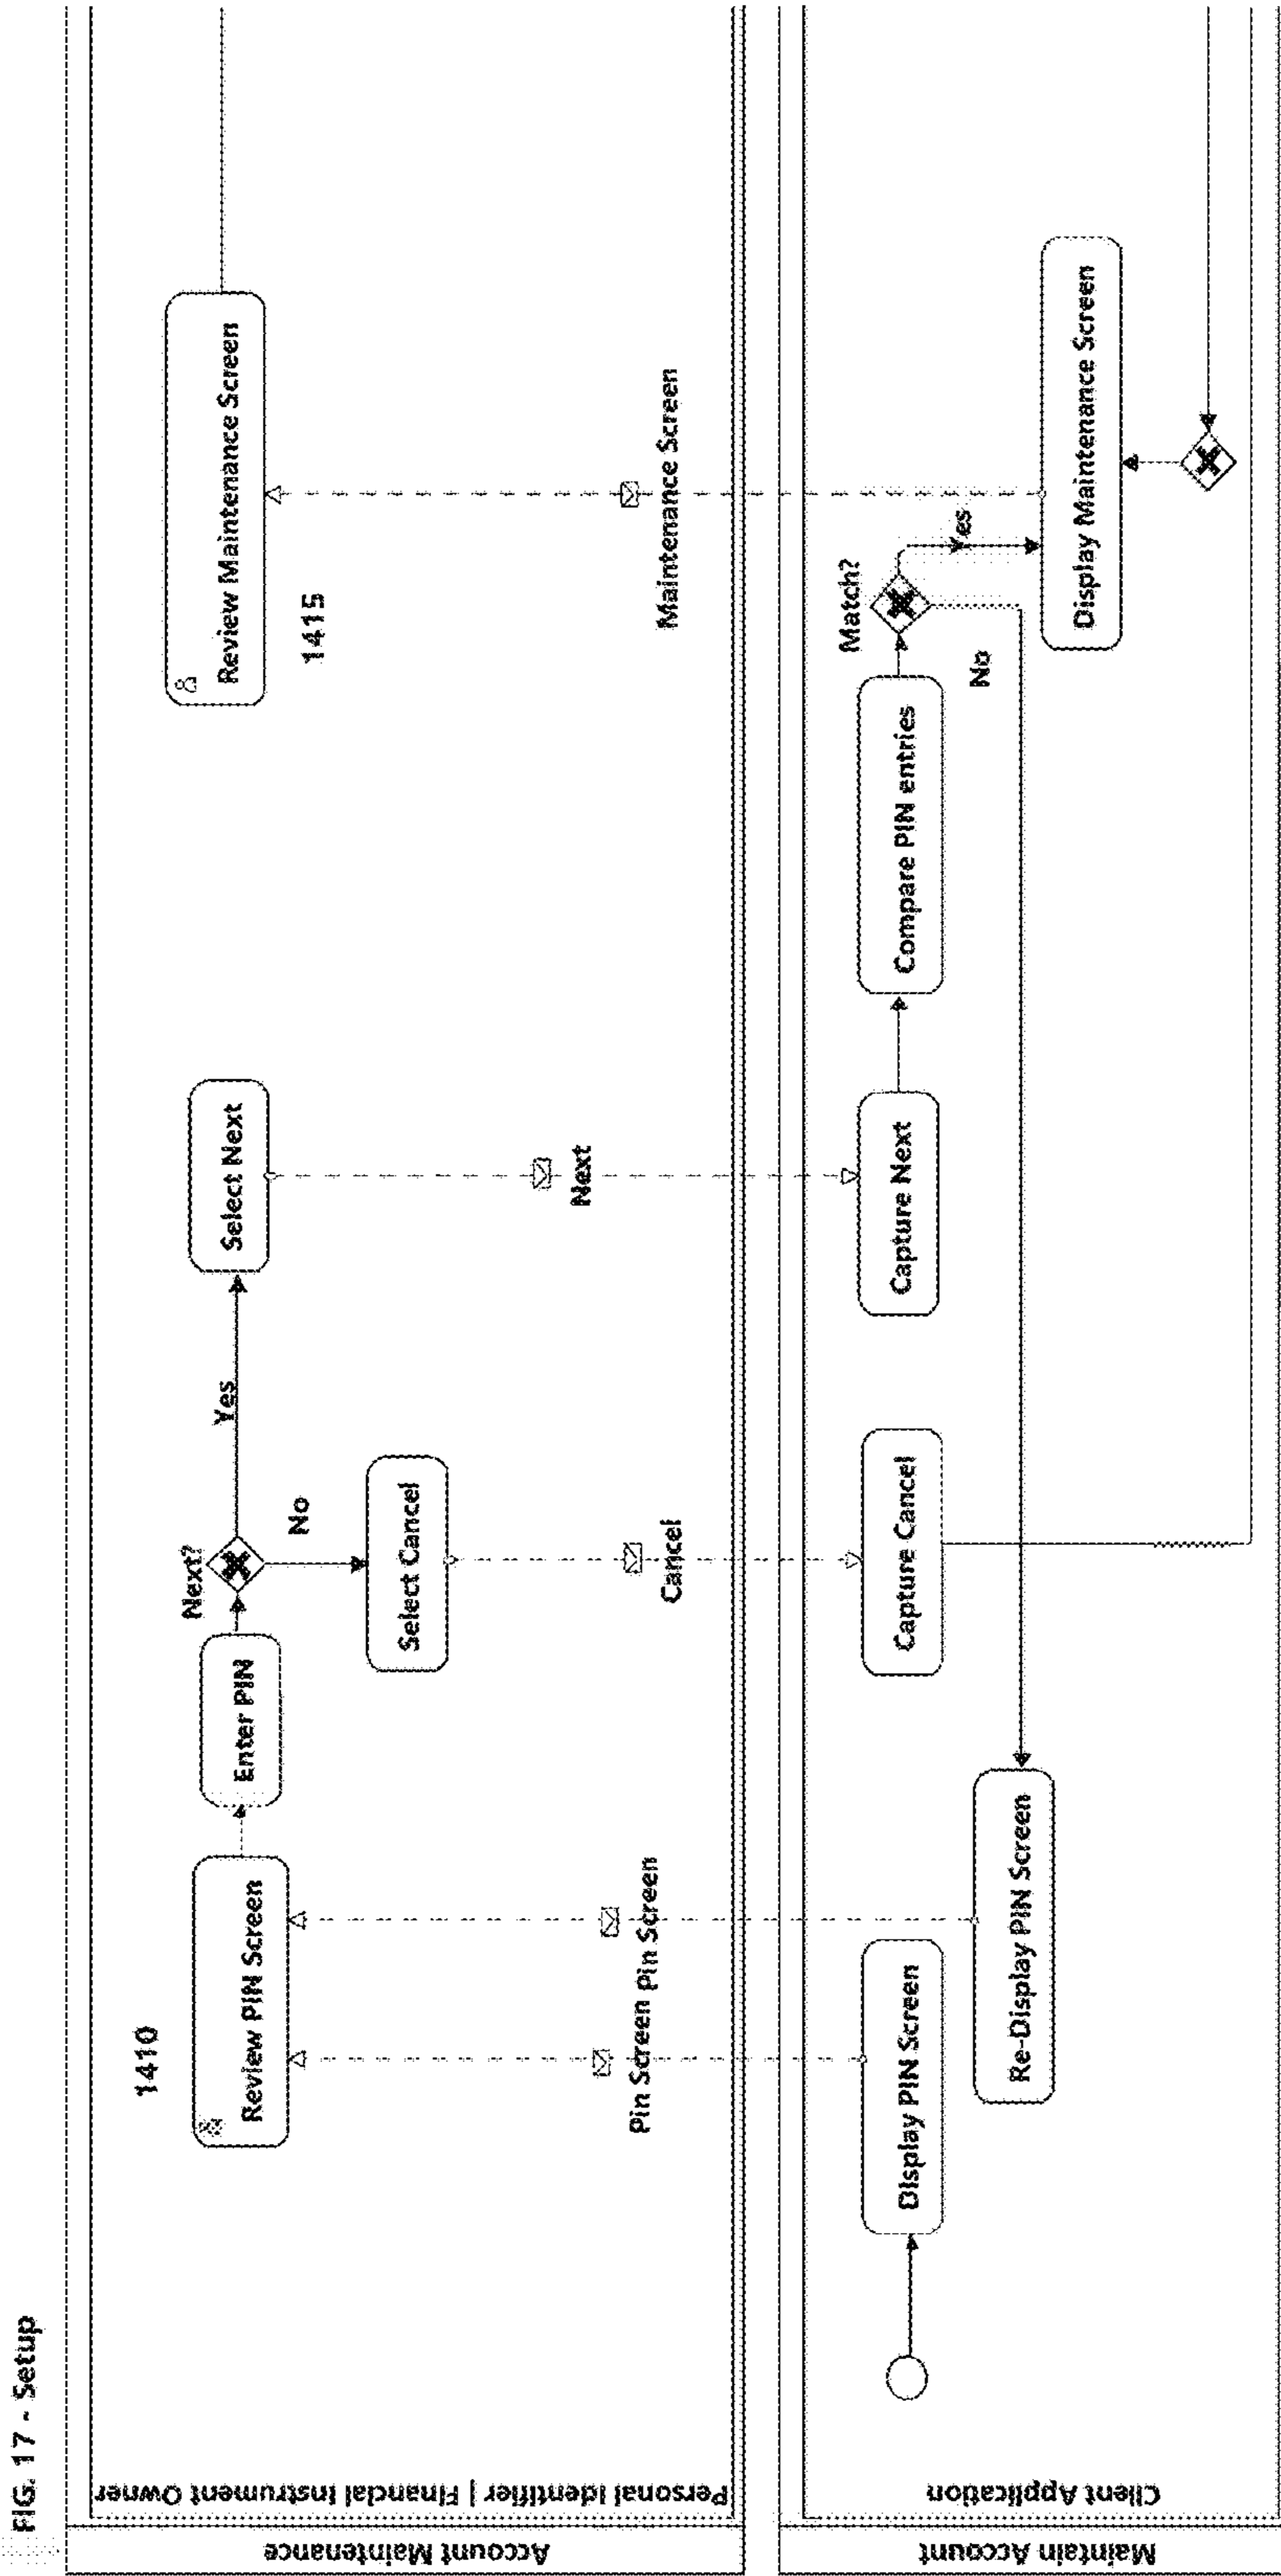 FIG. 17 - Setup
Account Maintenance
Personal Identifier | Financial Instrument Owner
1410
Review PIN Screen
Enter PIN
Next?
Yes
Select Next
No
Select Cancel
Review Maintenance Screen
1415
Pin Screen
Pin Screen
Cancel
Next
Maintenance Screen
Maintain Account
Client Application
Display PIN Screen
Re-Display PIN Screen
Capture Cancel
Capture Next
Compare PIN entries
Match?
Yes
No
Display Maintenance Screen